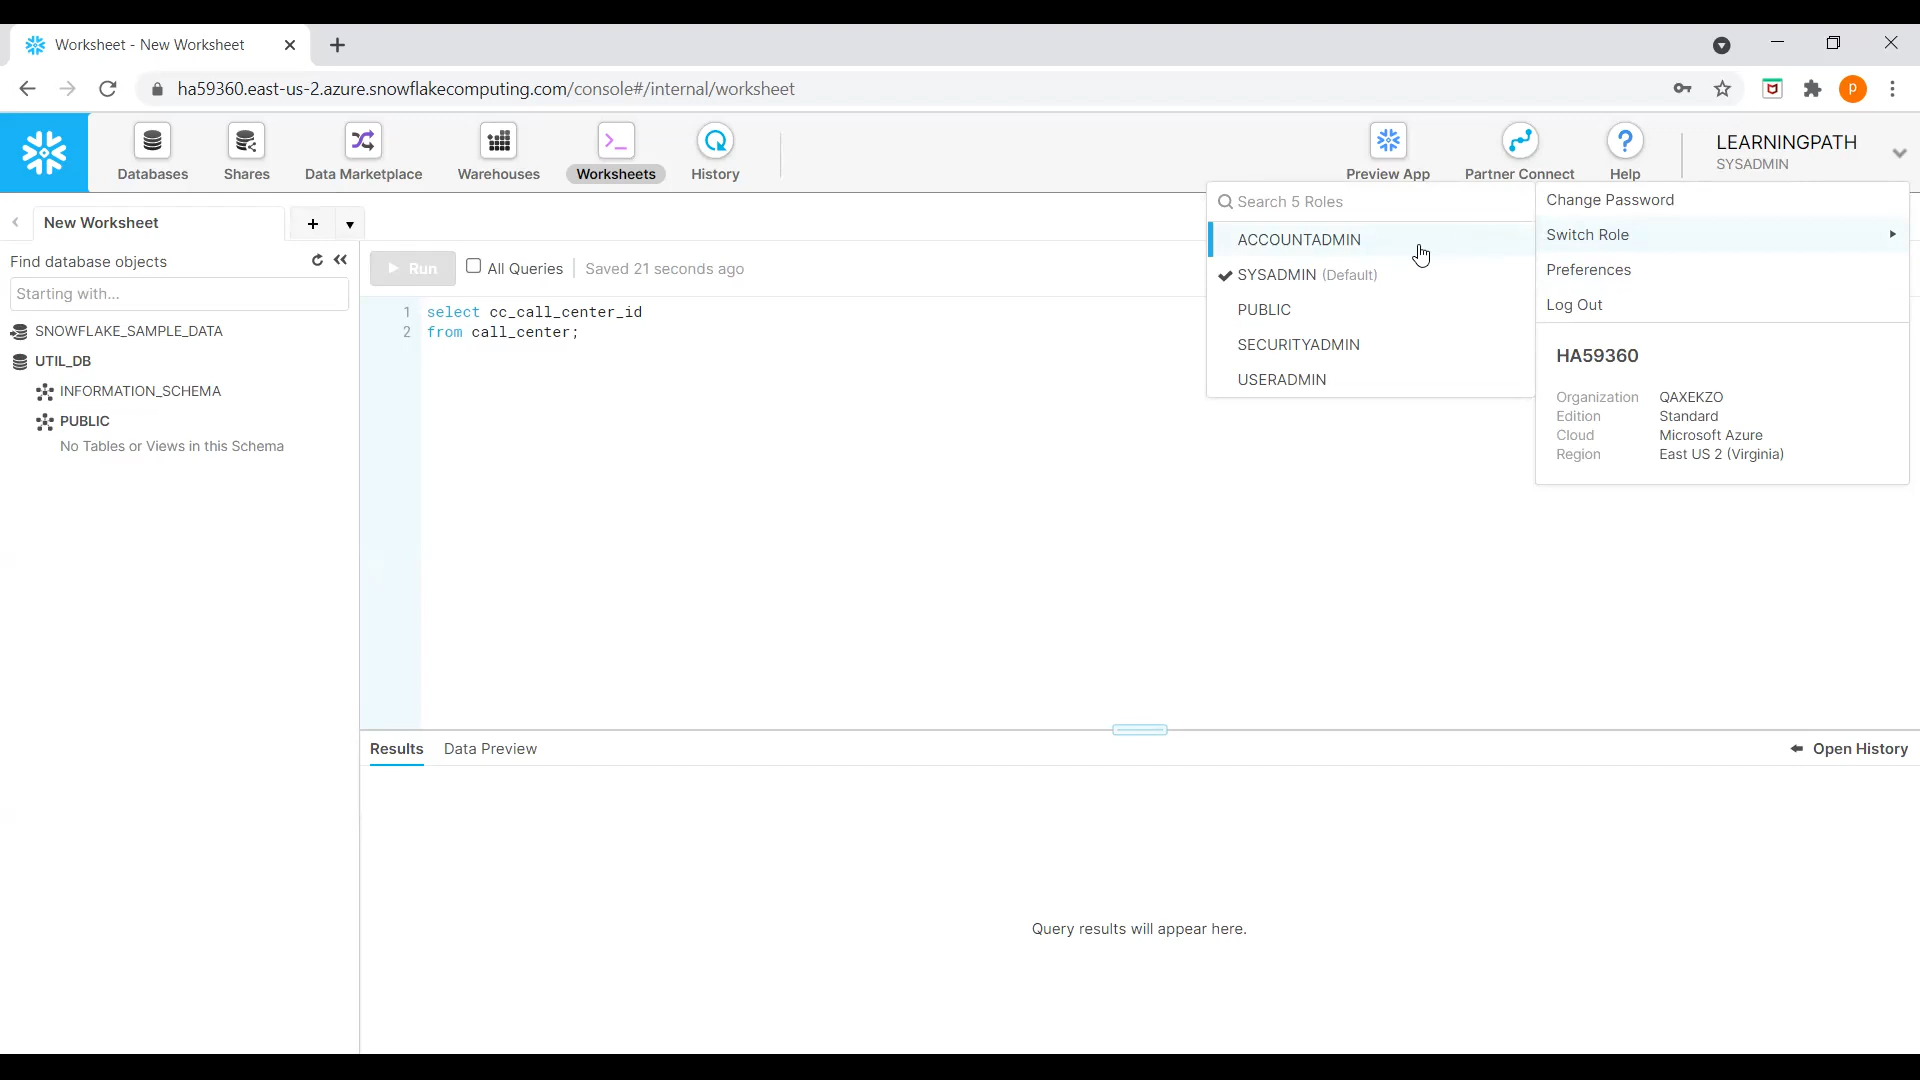 Worksheet - New Worksheet
ha59360.east-us-2.azure.snowflakecomputing.com/console#/internal/worksheet
P
Databases
Shares
Data Marketplace
Warehouses
Worksheets
History
Preview App
Partner Connect
Help
LEARNINGPATH
SYSADMIN
New Worksheet
Find database objects
Starting with...
SNOWFLAKE_SAMPLE_DATA
UTIL_DB
INFORMATION_SCHEMA
PUBLIC
No Tables or Views in this Schema
Run
All Queries
Saved 21 seconds ago
1 select cc_call_center_id
2 from call_center;
Search 5 Roles
ACCOUNTADMIN
SYSADMIN (Default)
PUBLIC
SECURITYADMIN
USERADMIN
Change Password
Switch Role
Preferences
Log Out
HA59360
Organization QAXEKZO
Edition Standard
Cloud Microsoft Azure
Region East US 2 (Virginia)
Results
Data Preview
Open History
Query results will appear here.